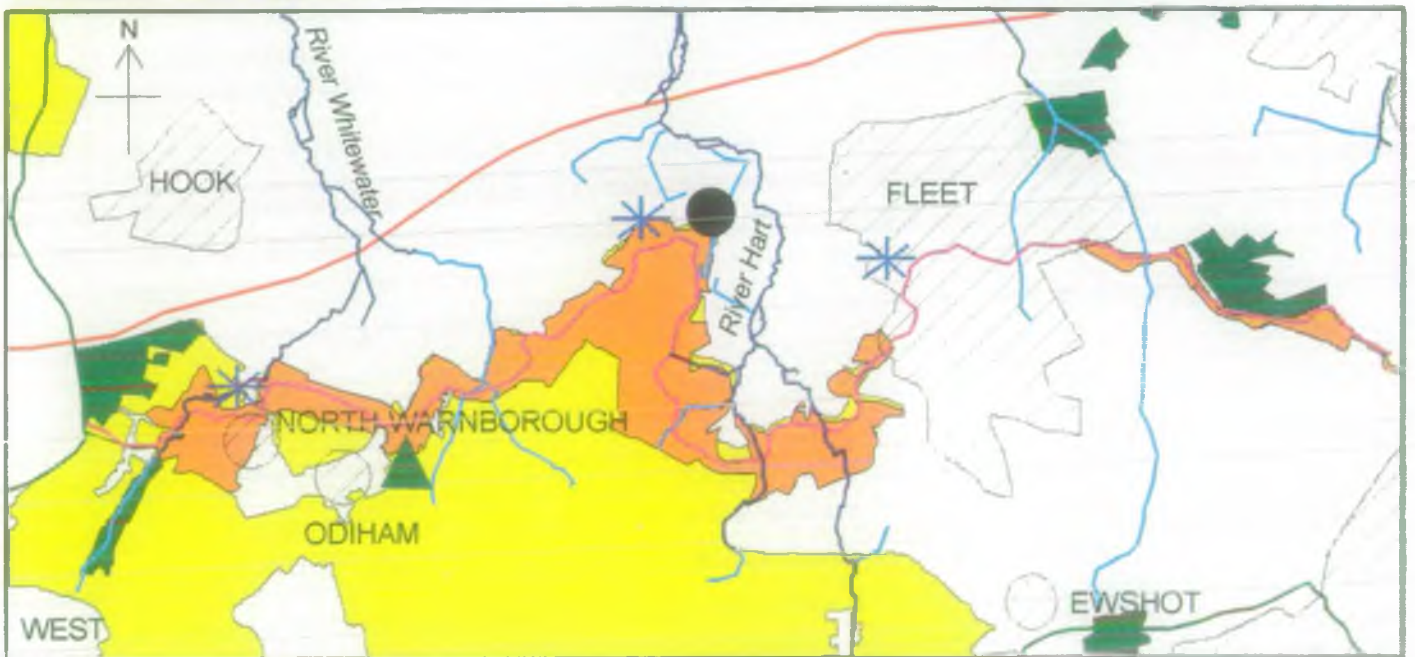 N
River Whitewater
HOOK
FLEET
River Hart
NORTH WARNBOROUGH
ODIHAM
EWSHOT
WEST